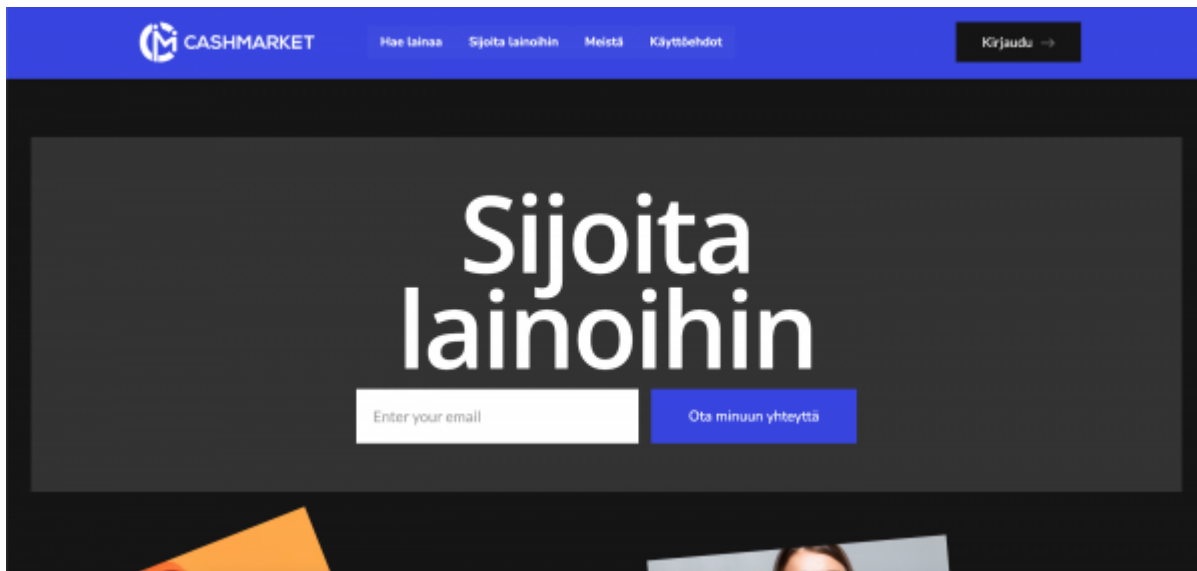 CASHMARKET
Hae lainaa Sijoita lainoihin Meistä Käyttöehdot
Kirjaudu →
Sijoita
lainoihin
Enter your email
Ota minuun yhteyttä